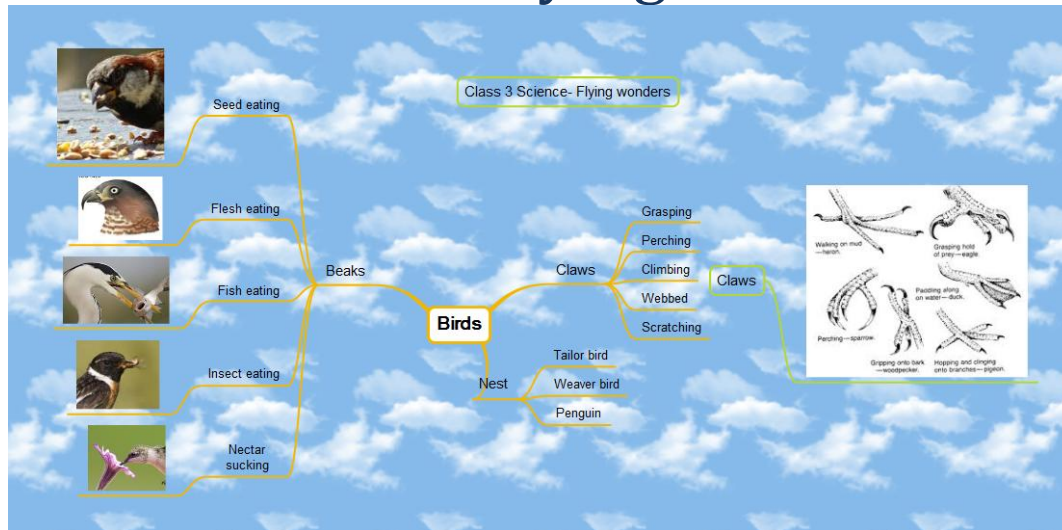 Class 3 Science- Flying wonders
Seed eating
Flesh eating
Fish eating
Insect eating
Nectar
sucking
Beaks
Birds
Claws
Grasping
Perching
Climbing
Webbed
Scratching
Nest
Tailor bird
Weaver bird
Penguin
Claws
Walking on mud
—heron.
Grasping hold
of prey—eagle.
Perching—sparrow.
Gripping onto bark
—woodpecker.
Paddling along
on water—duck.
Hopping and clinging
onto branches—pigeon.